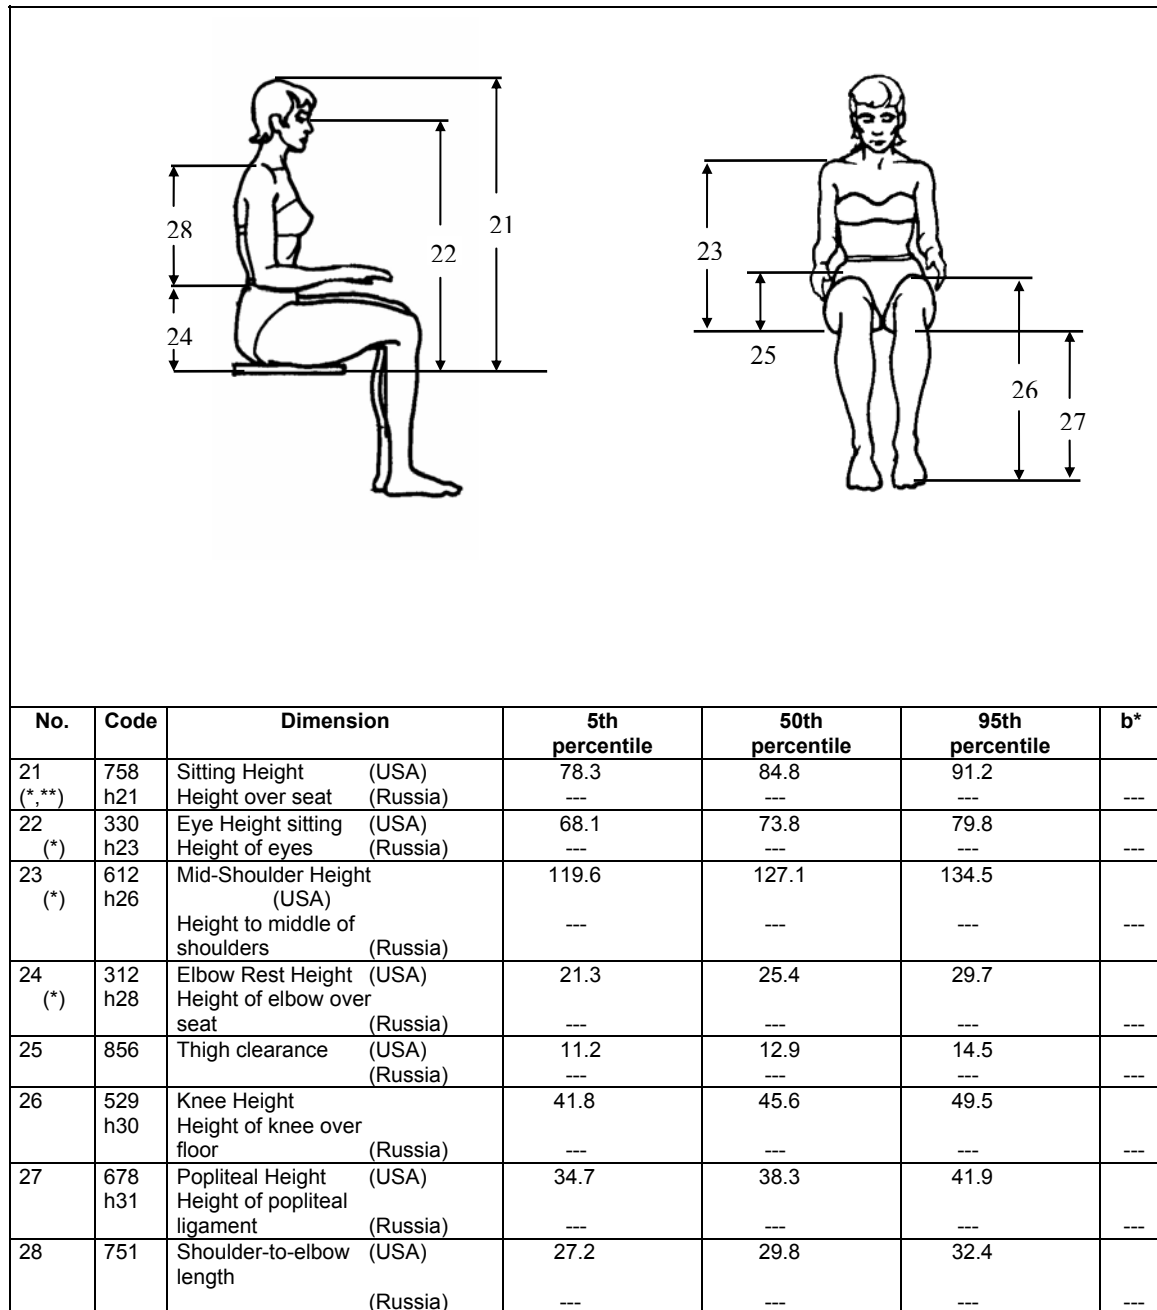 28
24
22
21
23
25
26
27
No. Code Dimension 5th percentile 50th percentile 95th percentile b*
21 758 Sitting Height (USA) 78.3 84.8 91.2
(*,**) h21 Height over seat (Russia) --- --- --- ---
22 330 Eye Height sitting (USA) 68.1 73.8 79.8
(*) h23 Height of eyes (Russia) --- --- --- ---
23 612 Mid-Shoulder Height 119.6 127.1 134.5
(*) h26 (USA)
Height to middle of --- --- --- ---
shoulders (Russia)
24 312 Elbow Rest Height (USA) 21.3 25.4 29.7
(*) h28 Height of elbow over
seat (Russia) --- --- --- ---
25 856 Thigh clearance (USA) 11.2 12.9 14.5
(Russia) --- --- --- ---
26 529 Knee Height 41.8 45.6 49.5
h30 Height of knee over
floor (Russia) --- --- --- ---
27 678 Popliteal Height (USA) 34.7 38.3 41.9
h31 Height of popliteal
ligament (Russia) --- --- --- ---
28 751 Shoulder-to-elbow (USA) 27.2 29.8 32.4
length
(Russia) --- --- --- ---